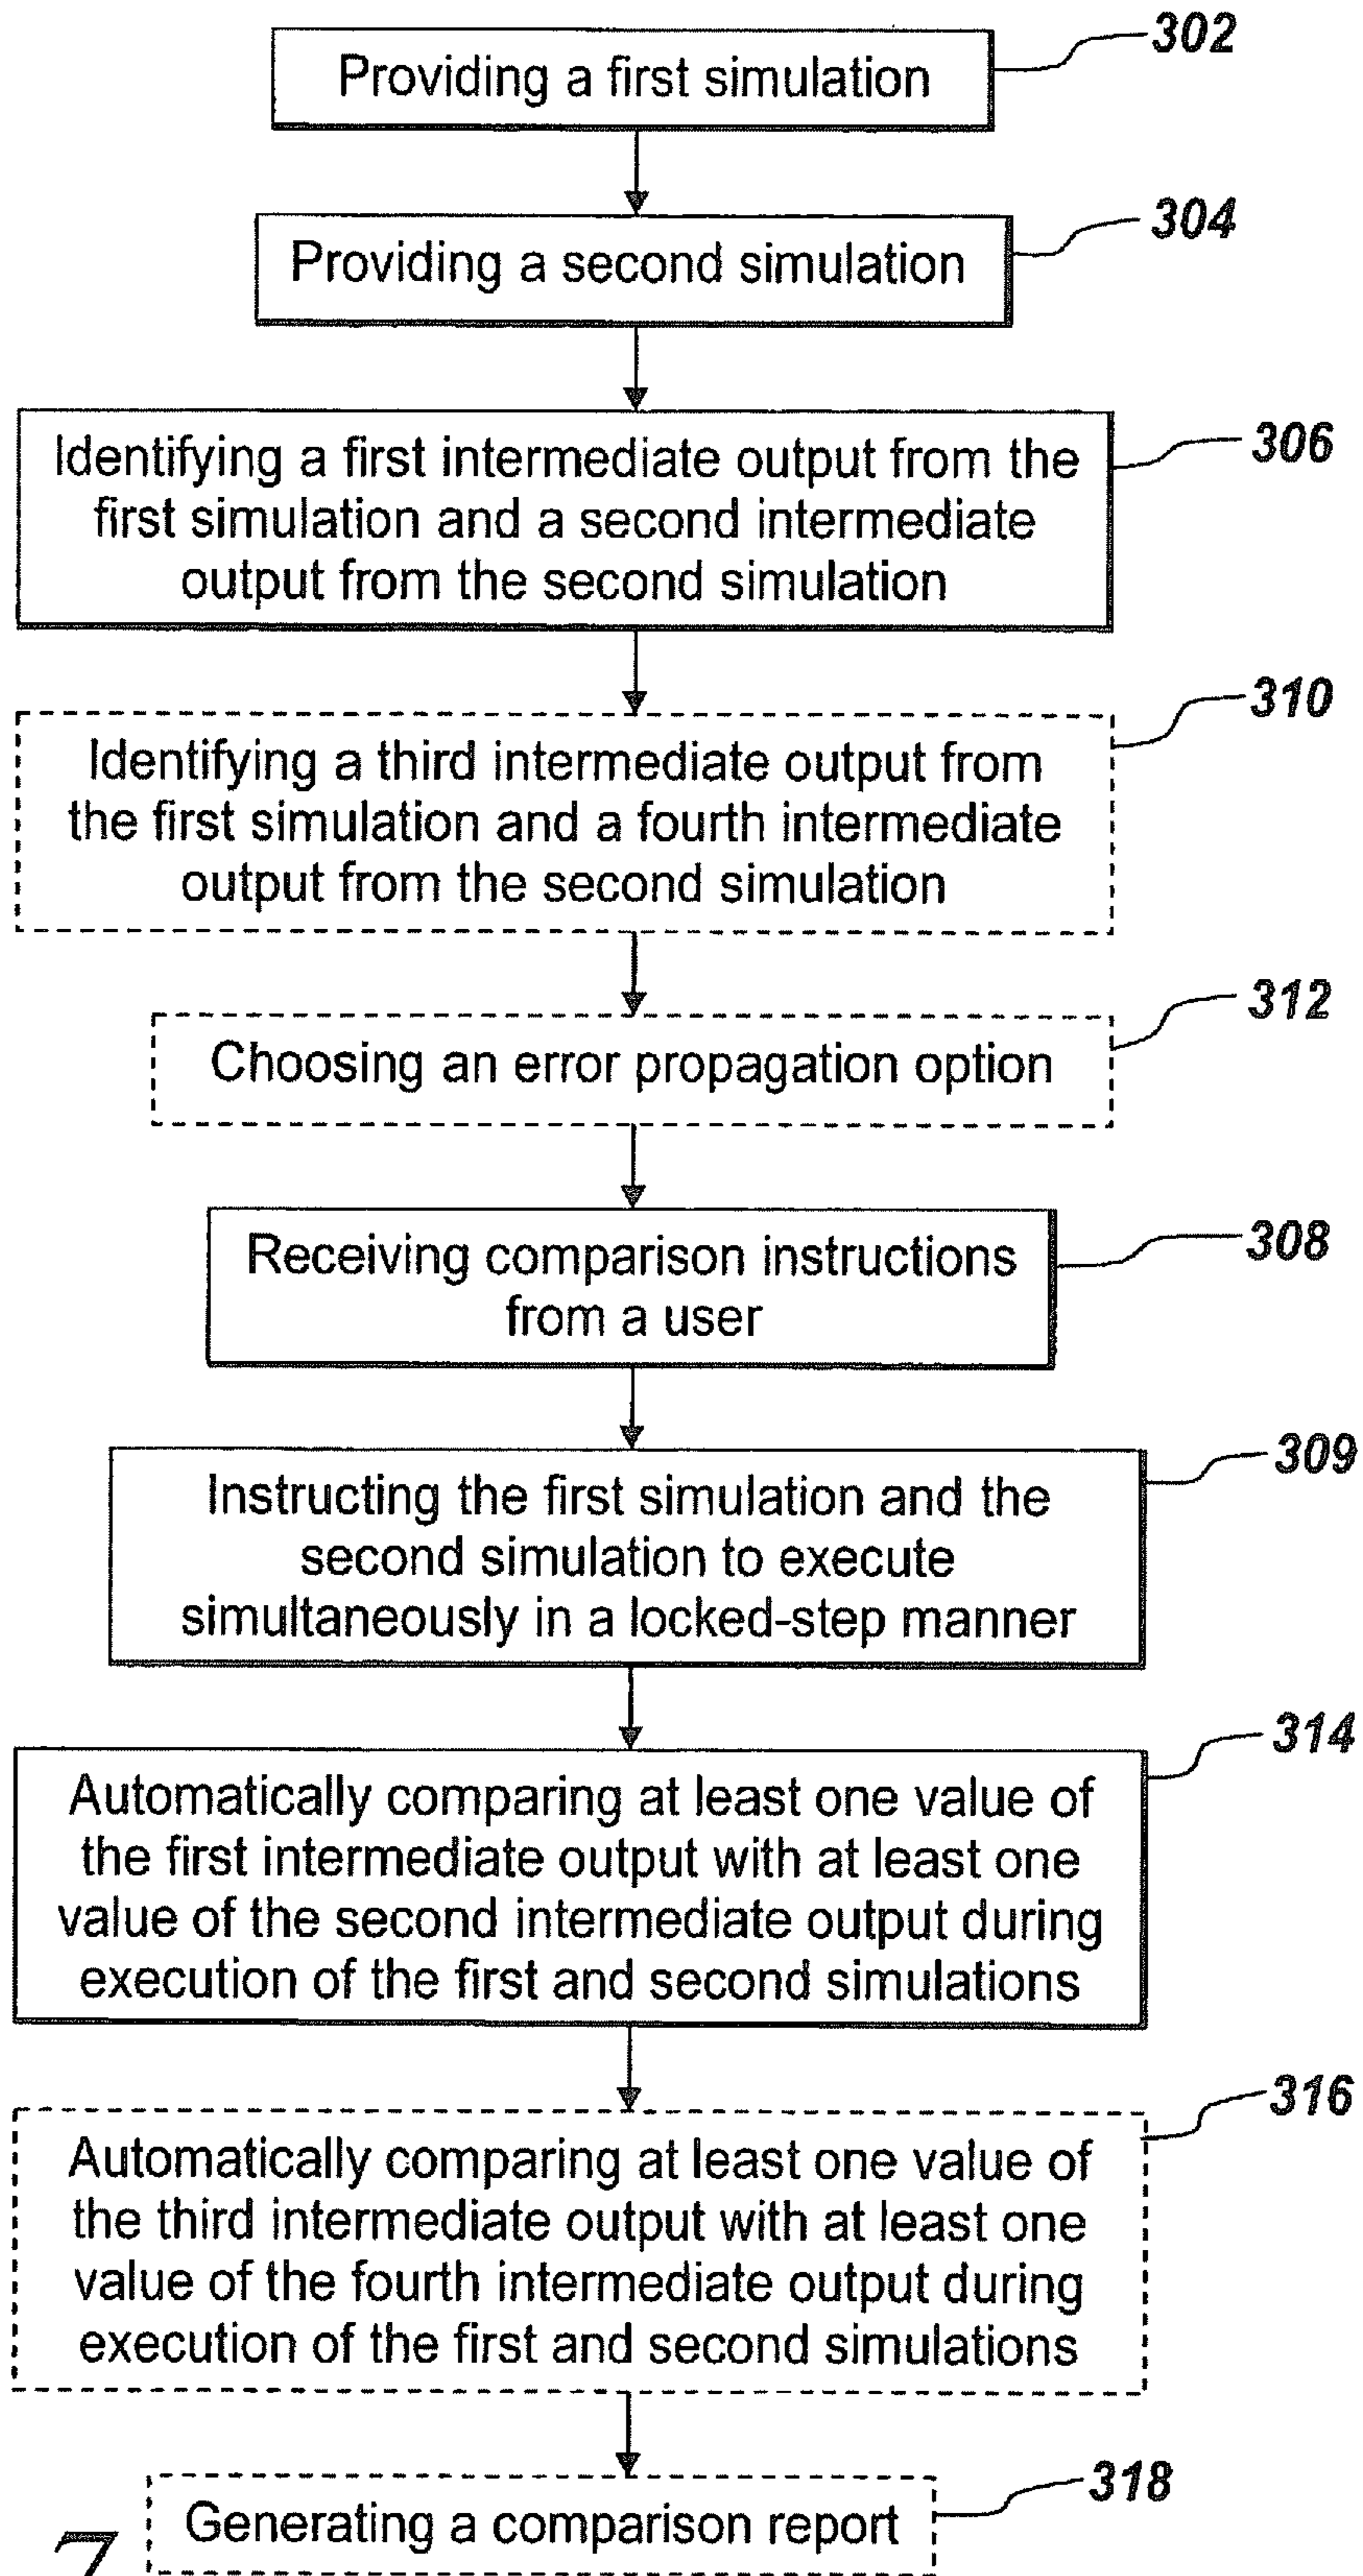 302
Providing a first simulation
304
Providing a second simulation
306
Identifying a first intermediate output from the
first simulation and a second intermediate
output from the second simulation
310
Identifying a third intermediate output from
the first simulation and a fourth intermediate
output from the second simulation
312
Choosing an error propagation option
308
Receiving comparison instructions
from a user
309
Instructing the first simulation and the
second simulation to execute
simultaneously in a locked-step manner
314
Automatically comparing at least one value of
the first intermediate output with at least one
value of the second intermediate output during
execution of the first and second simulations
316
Automatically comparing at least one value of
the third intermediate output with at least one
value of the fourth intermediate output during
execution of the first and second simulations
318
Generating a comparison report
7